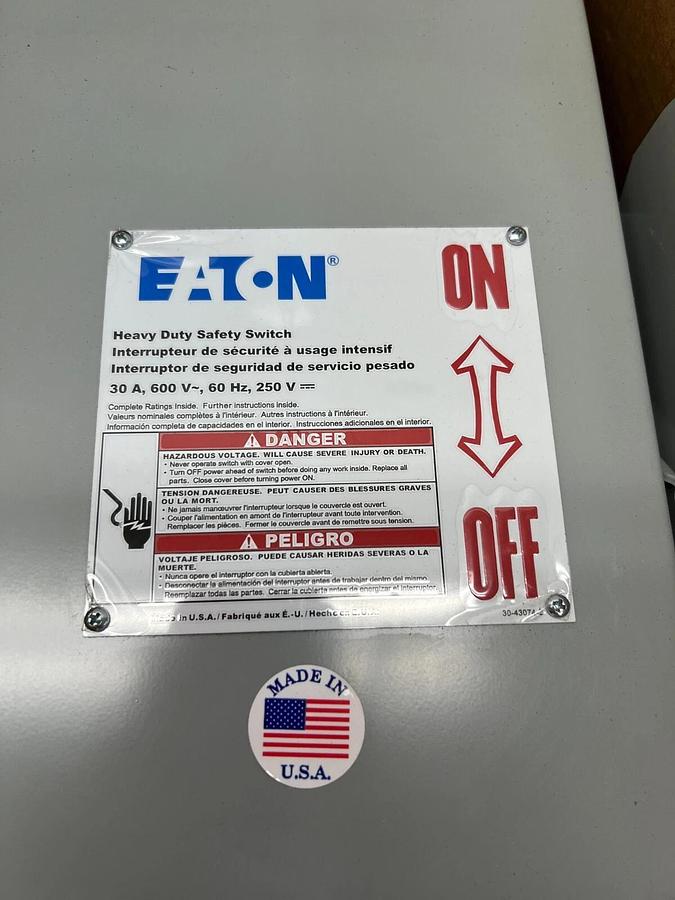 EATON®
ON
Heavy Duty Safety Switch
Interrupteur de sécurité à usage intensif
Interruptor de seguridad de servicio pesado
30 A, 600 V~, 60 Hz, 250 V ⎓
Complete Ratings Inside. Further instructions Inside.
Valeurs nominales complètes à l'intérieur. Autres instructions à l'intérieur.
Información completa de capacidades en el interior. Instrucciones adicionales en el interior.
⚠ DANGER
HAZARDOUS VOLTAGE. WILL CAUSE SEVERE INJURY OR DEATH.
• Never operate switch with cover open.
• Turn OFF power ahead of switch before doing any work inside. Replace all
parts. Close cover before turning power ON.
TENSION DANGEREUSE. PEUT CAUSER DES BLESSURES GRAVES
OU LA MORT.
• Ne jamais manœuvrer l'interrupteur lorsque le couvercle est ouvert.
• Couper l'alimentation en amont de l'interrupteur avant toute intervention.
Remplacer les pièces. Fermer le couvercle avant de remettre sous tension.
⚠ PELIGRO
VOLTAJE PELIGROSO. PUEDE CAUSAR HERIDAS SEVERAS O LA
MUERTE.
• Nunca opere el interruptor con la cubierta abierta.
• Desconectar la alimentación del interruptor antes de trabajar dentro del mismo.
Reemplazar todas las partes. Cerrar la cubierta antes de energizar el interruptor.
OFF
in U.S.A. / Fabriqué aux É.-U. / Hecho en
MADE IN
U.S.A.